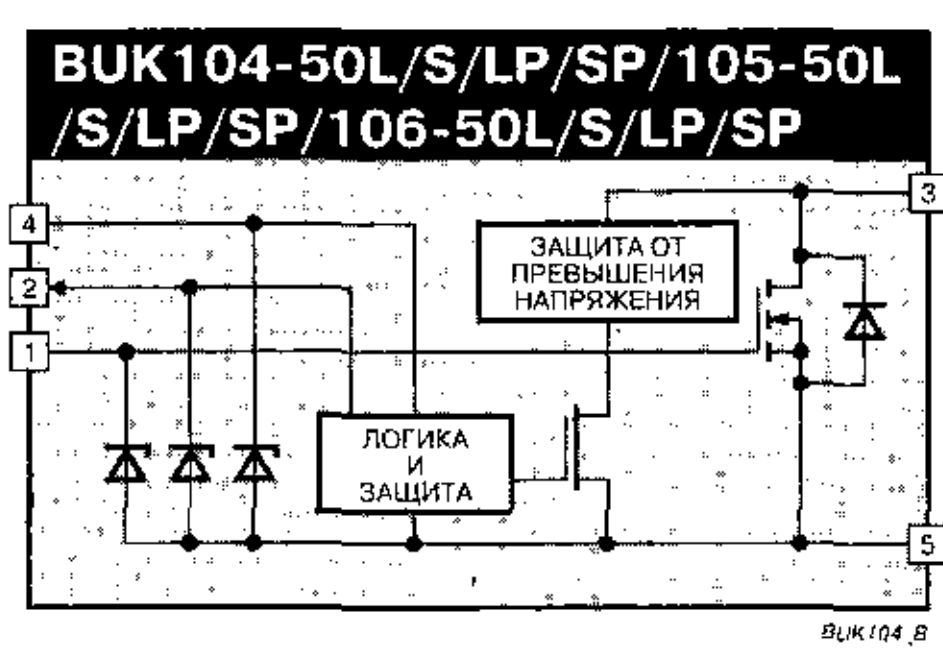 BUK104-50L/S/LP/SP/105-50L
/S/LP/SP/106-50L/S/LP/SP
3
4
ЗАЩИТА ОТ
ПРЕВЫШЕНИЯ
НАПРЯЖЕНИЯ
2
1
ЛОГИКА
И
ЗАЩИТА
5
BUK104_B